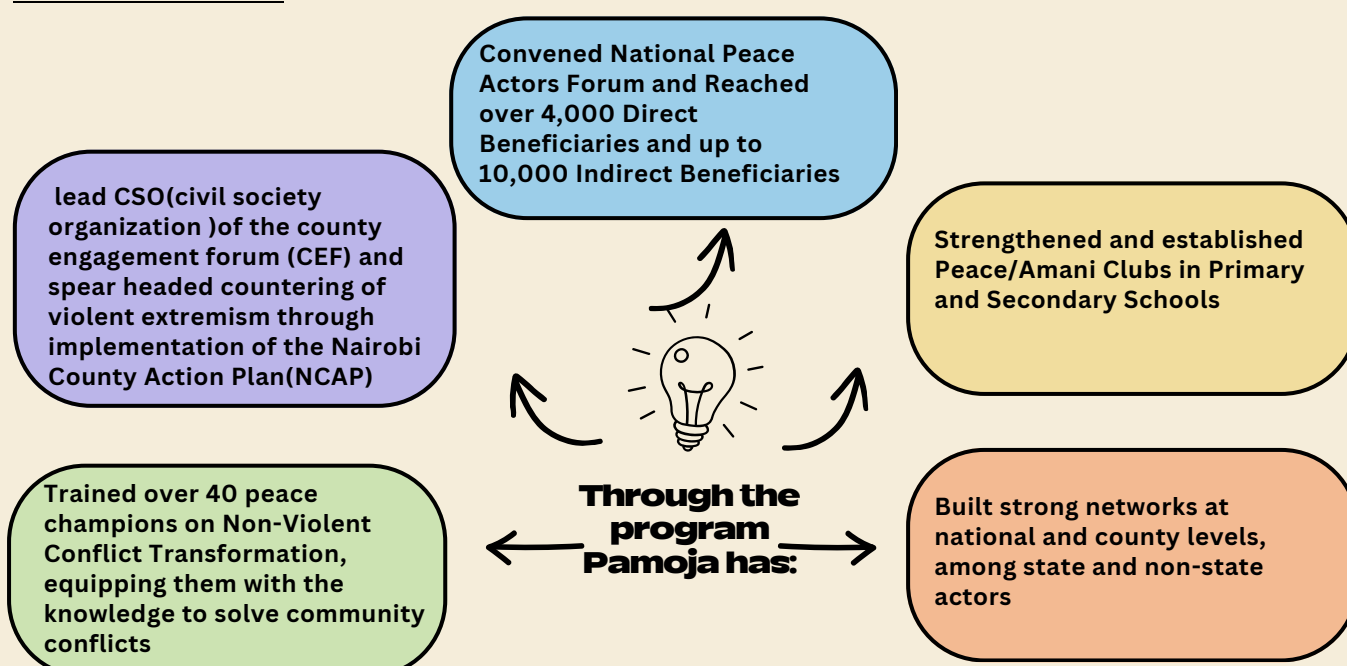 Convened National Peace
Actors Forum and Reached
over 4,000 Direct
Beneficiaries and up to
10,000 Indirect Beneficiaries
lead CSO(civil society
organization )of the county
engagement forum (CEF) and
spear headed countering of
violent extremism through
implementation of the Nairobi
County Action Plan(NCAP)
Strengthened and established
Peace/Amani Clubs in Primary
and Secondary Schools
Trained over 40 peace
champions on Non-Violent
Conflict Transformation,
equipping them with the
knowledge to solve community
conflicts
Through the
program
Pamoja has:
Built strong networks at
national and county levels,
among state and non-state
actors